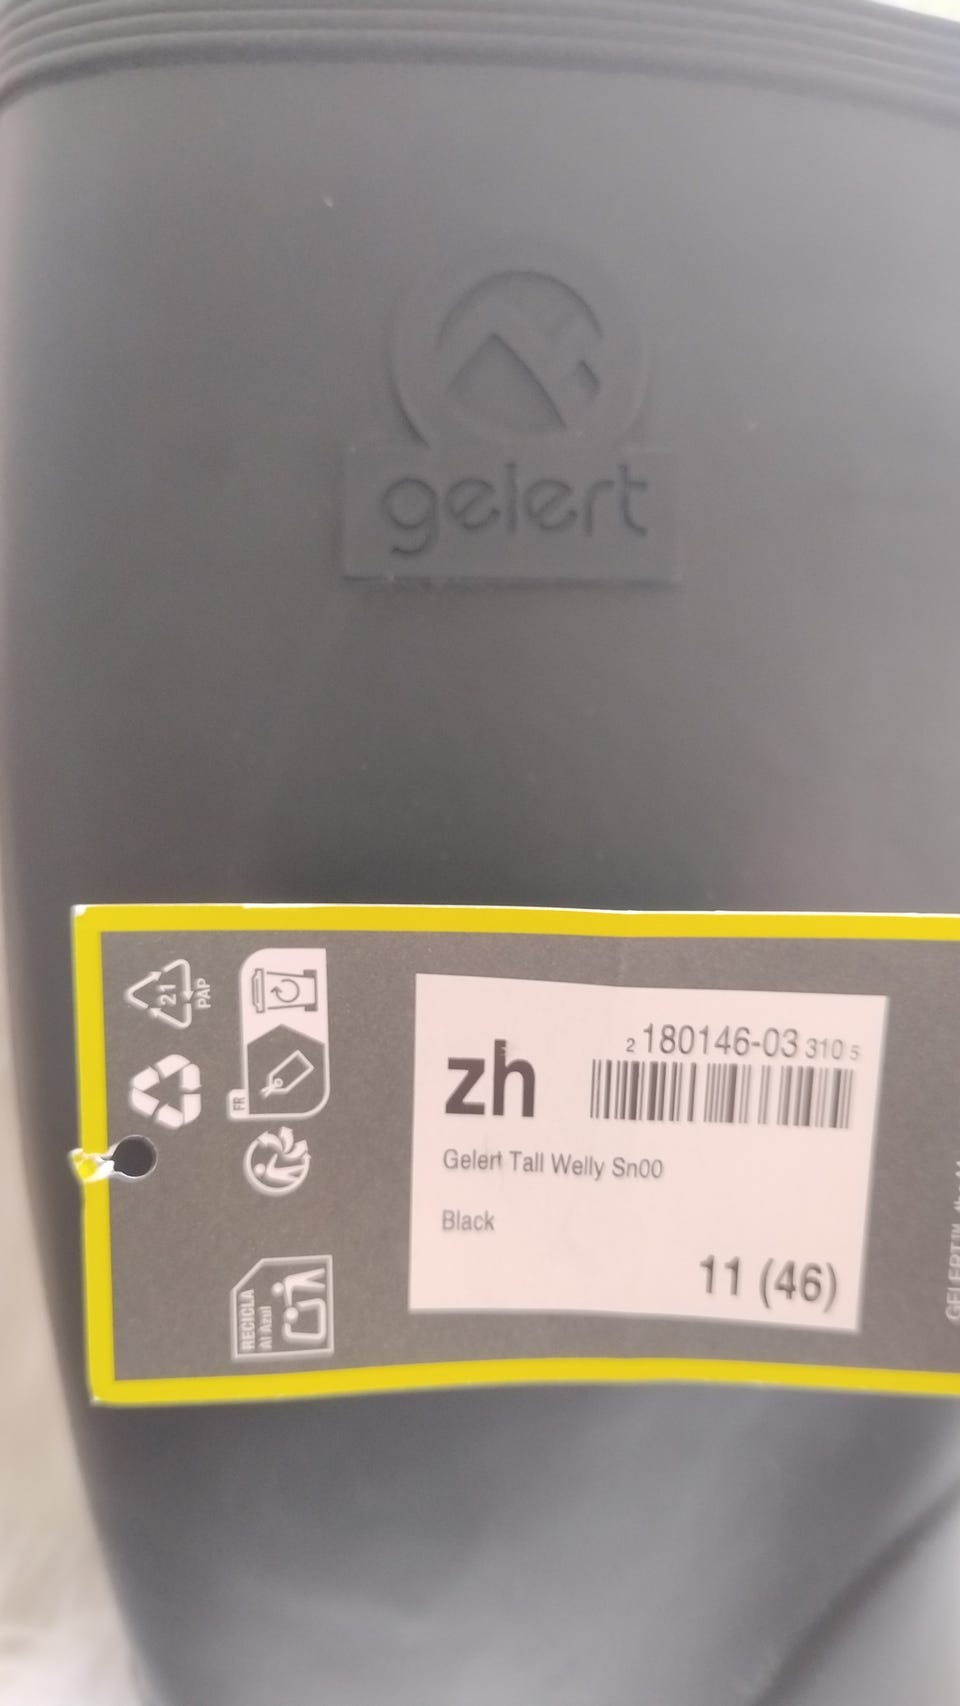 gelert
21
PAP
FR
RECICLA
Al Azul
zh
2 180146-03 310 5
Gelert Tall Welly Sn00
Black
11 (46)